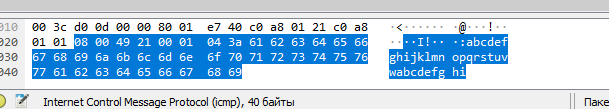 010 00 3c d0 0d 00 00 80 01 e7 40 c0 a8 01 21 c0 a8 ·<······ ·@···!··
020 01 01 08 00 49 21 00 01 04 3a 61 62 63 64 65 66 ····I!·· ·:abcdef
67 68 69 6a 6b 6c 6d 6e 6f 70 71 72 73 74 75 76 ghijklmn opqrstuv
040 77 61 62 63 64 65 66 67 68 69 wabcdefg hi
Internet Control Message Protocol (icmp), 40 байты Паке